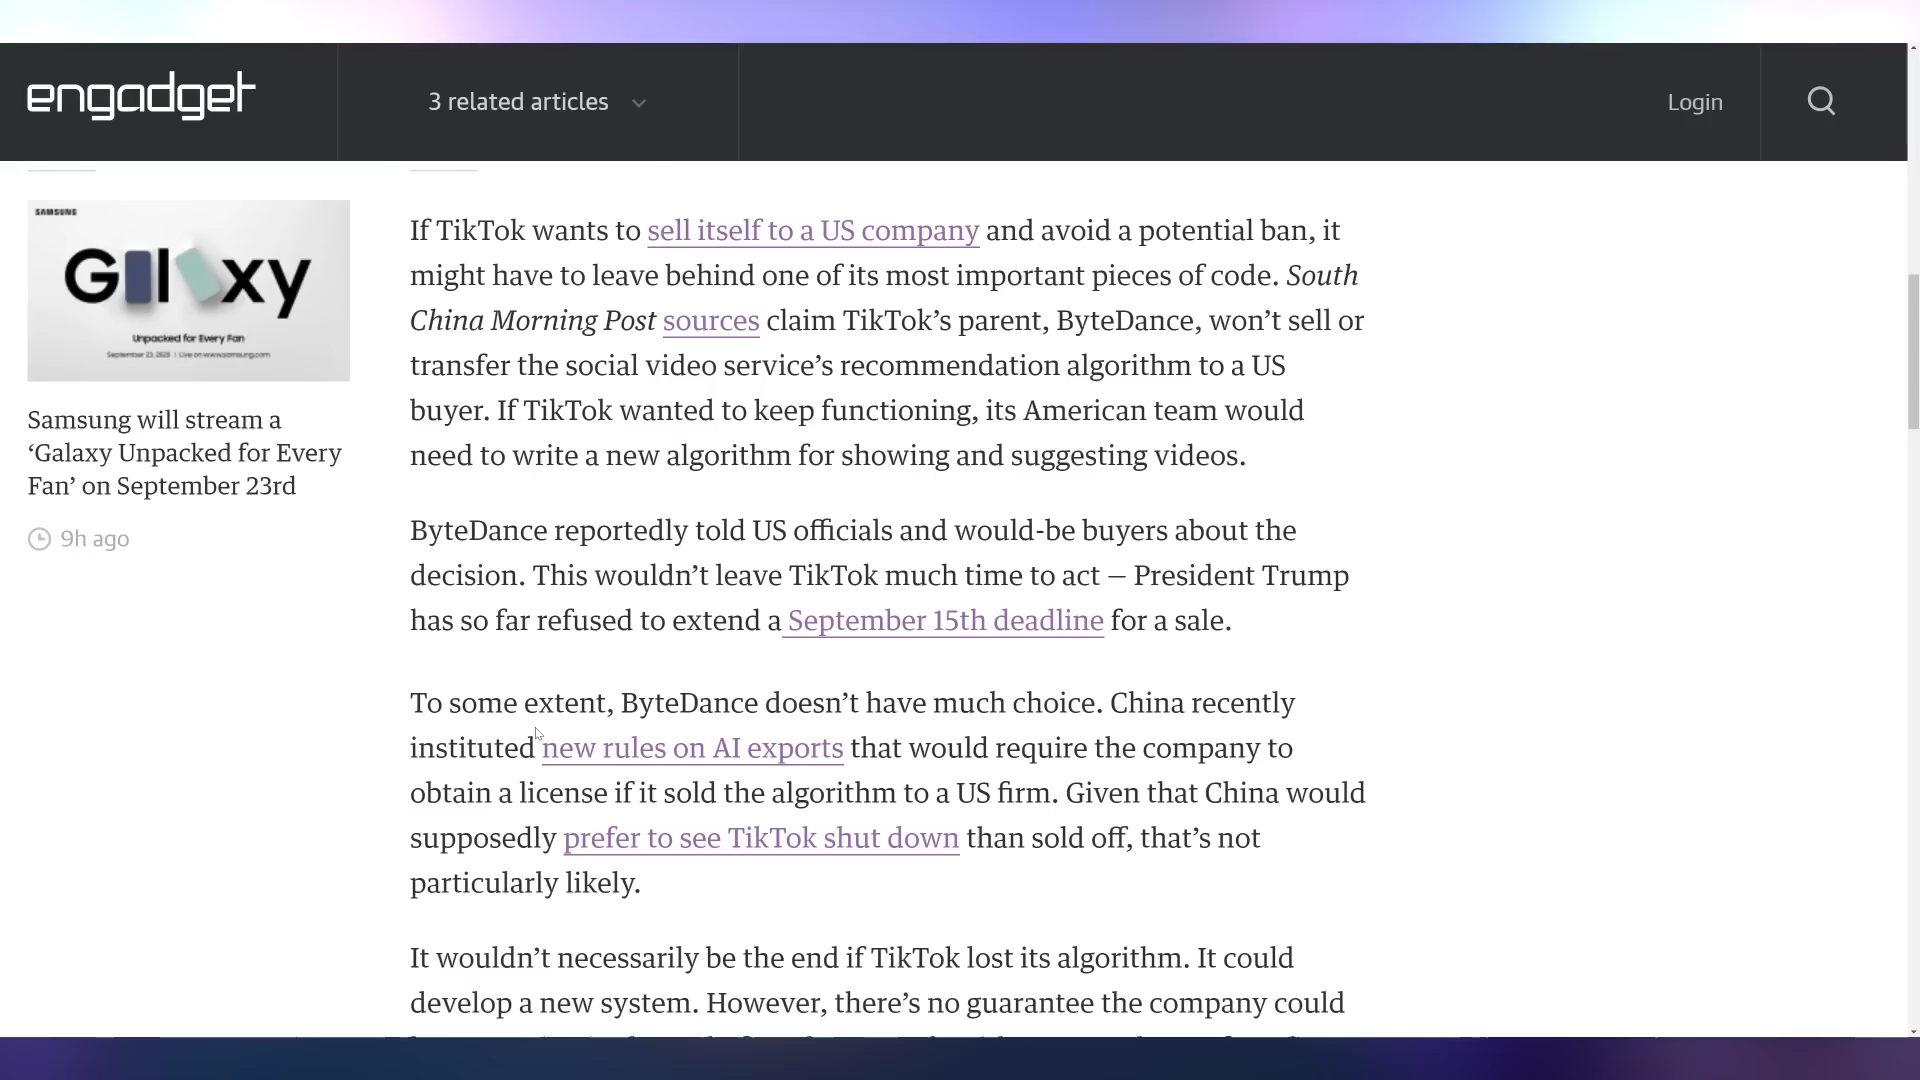 engadget
3 related articles
Login
SAMSUNG
Galaxy
Unpacked for Every Fan
September 23, 2020 | Live on www.samsung.com
Samsung will stream a
‘Galaxy Unpacked for Every
Fan’ on September 23rd
9h ago
If TikTok wants to sell itself to a US company and avoid a potential ban, it
might have to leave behind one of its most important pieces of code. South
China Morning Post sources claim TikTok’s parent, ByteDance, won’t sell or
transfer the social video service’s recommendation algorithm to a US
buyer. If TikTok wanted to keep functioning, its American team would
need to write a new algorithm for showing and suggesting videos.
ByteDance reportedly told US officials and would-be buyers about the
decision. This wouldn’t leave TikTok much time to act — President Trump
has so far refused to extend a September 15th deadline for a sale.
To some extent, ByteDance doesn’t have much choice. China recently
instituted new rules on AI exports that would require the company to
obtain a license if it sold the algorithm to a US firm. Given that China would
supposedly prefer to see TikTok shut down than sold off, that’s not
particularly likely.
It wouldn’t necessarily be the end if TikTok lost its algorithm. It could
develop a new system. However, there’s no guarantee the company could